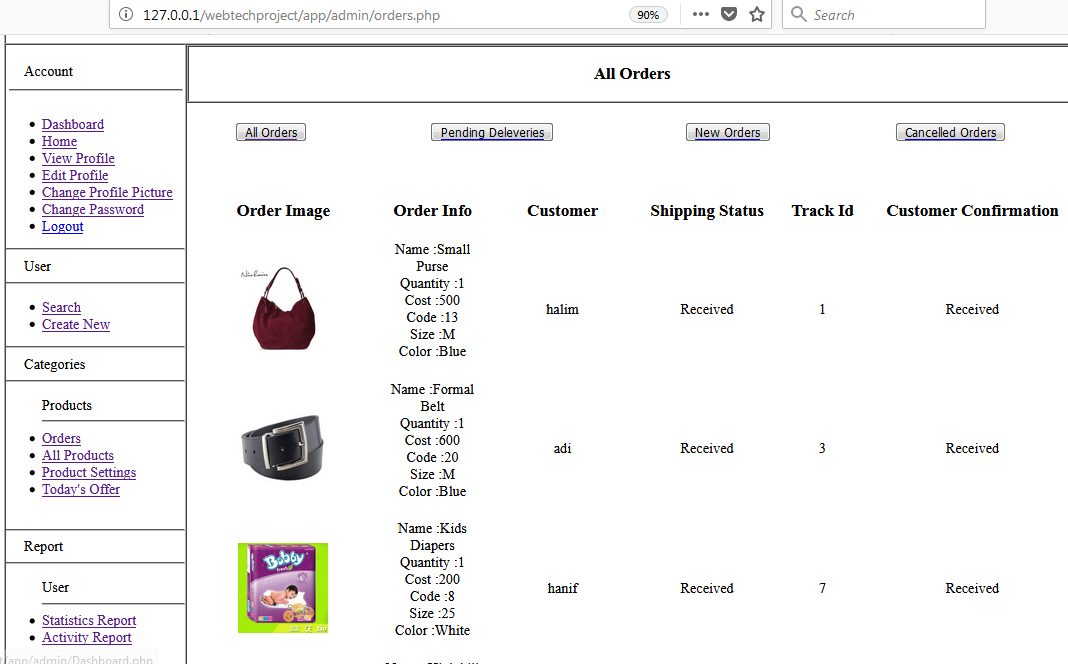 127.0.0.1/webtechproject/app/admin/orders.php
90%
Search
Account
Dashboard
Home
View Profile
Edit Profile
Change Profile Picture
Change Password
Logout
User
Search
Create New
Categories
Products
Orders
All Products
Product Settings
Today's Offer
Report
User
Statistics Report
Activity Report
/app/admin/Dashboard.php
All Orders
All Orders
Pending Deleveries
New Orders
Cancelled Orders
Order Image
Order Info
Customer
Shipping Status
Track Id
Customer Confirmation
Name :Small
Purse
Quantity :1
Cost :500
Code :13
Size :M
Color :Blue
halim
Received
1
Received
Name :Formal
Belt
Quantity :1
Cost :600
Code :20
Size :M
Color :Blue
adi
Received
3
Received
Bobby
fresh
Name :Kids
Diapers
Quantity :1
Cost :200
Code :8
Size :25
Color :White
hanif
Received
7
Received